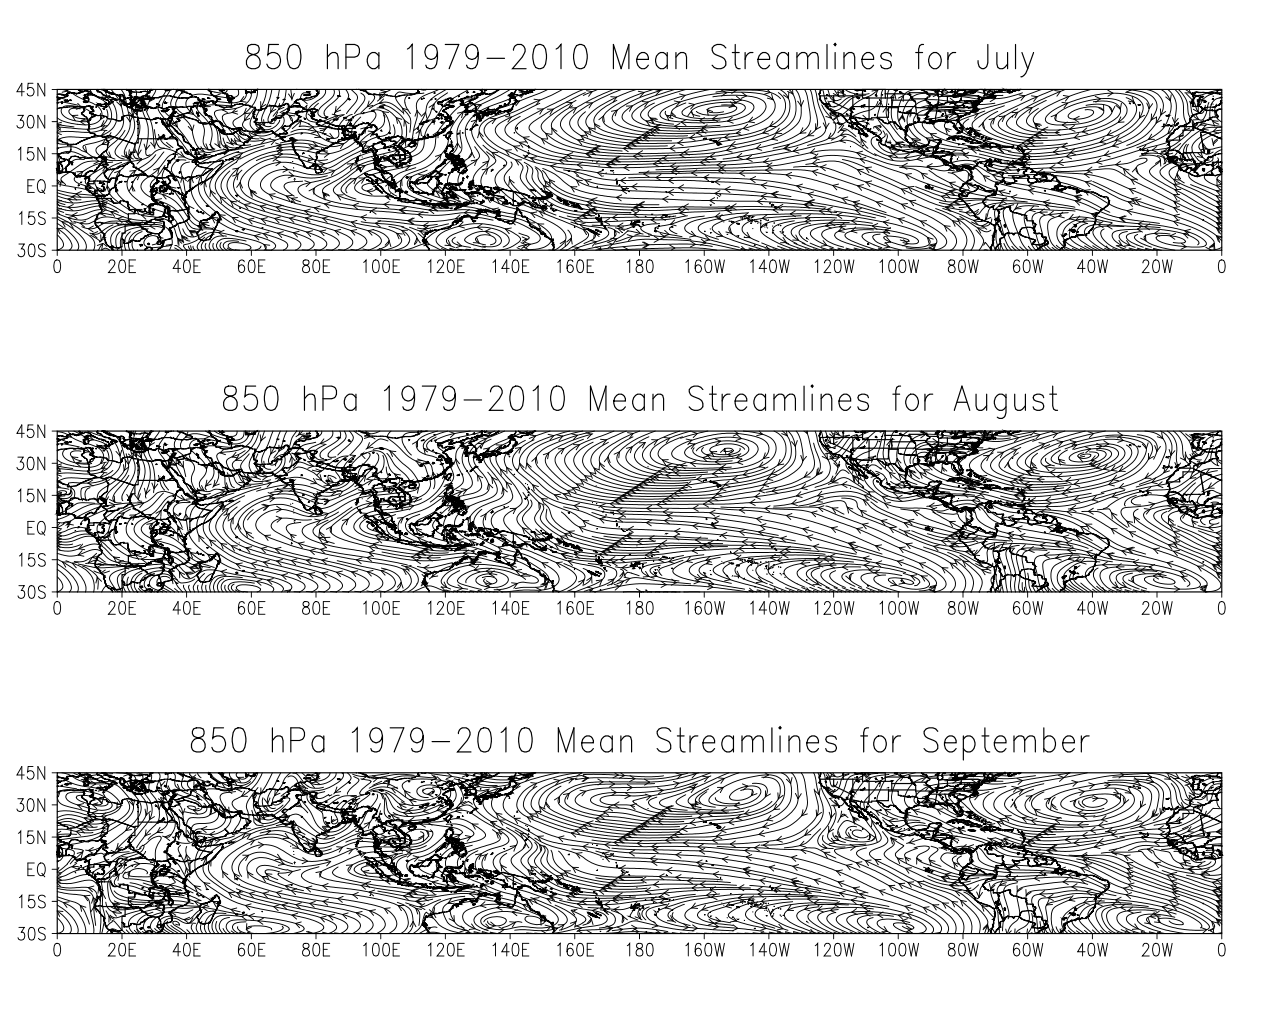 850 hPa 1979−2010 Mean Streamlines for July
45N
30N
15N
EQ
15S
30S
0 20E 40E 60E 80E 100E 120E 140E 160E 180 160W 140W 120W 100W 80W 60W 40W 20W 0
850 hPa 1979−2010 Mean Streamlines for August
45N
30N
15N
EQ
15S
30S
0 20E 40E 60E 80E 100E 120E 140E 160E 180 160W 140W 120W 100W 80W 60W 40W 20W 0
850 hPa 1979−2010 Mean Streamlines for September
45N
30N
15N
EQ
15S
30S
0 20E 40E 60E 80E 100E 120E 140E 160E 180 160W 140W 120W 100W 80W 60W 40W 20W 0